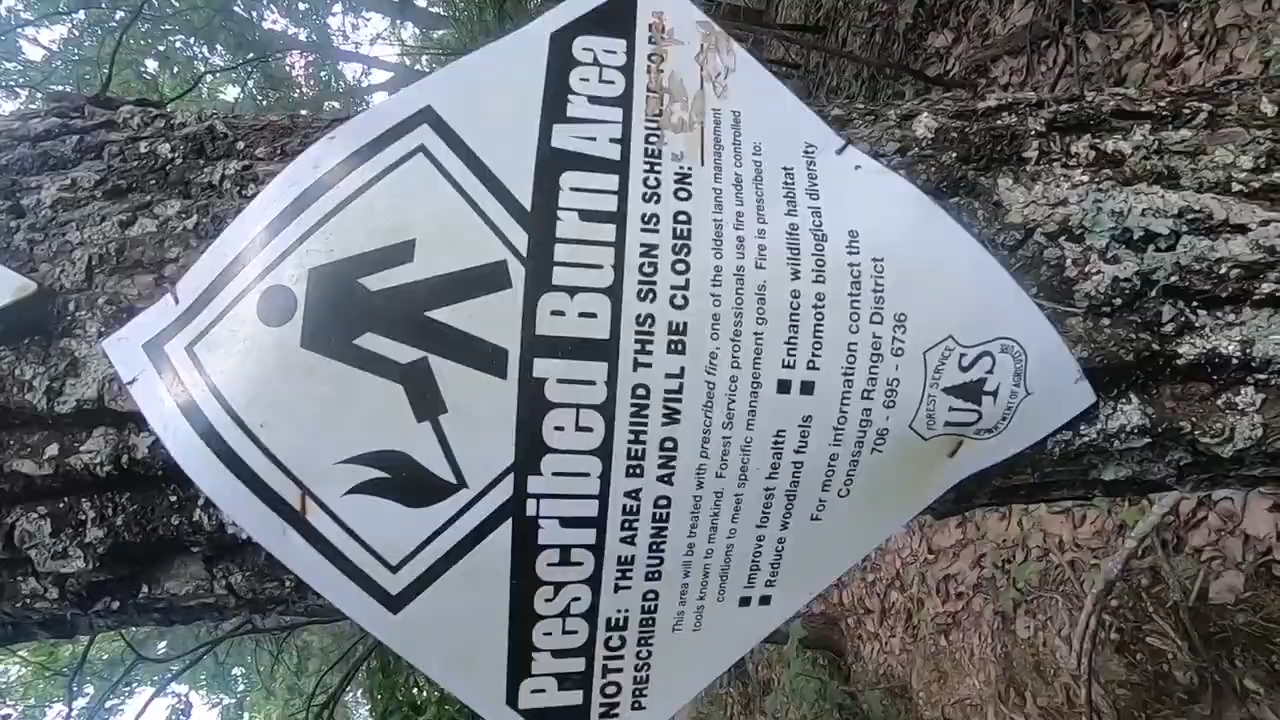 Prescribed Burn Area
NOTICE: THE AREA BEHIND THIS SIGN IS SCHEDULED TO BE
PRESCRIBED BURNED AND WILL BE CLOSED ON:
This area will be treated with prescribed fire, one of the oldest land management
tools known to mankind. Forest Service professionals use fire under controlled
conditions to meet specific management goals. Fire is prescribed to:
■ Improve forest health ■ Enhance wildlife habitat
■ Reduce woodland fuels ■ Promote biological diversity
For more information contact the
Conasauga Ranger District
706 - 695 - 6736
FOREST SERVICE
U S
DEPARTMENT OF AGRICULTURE